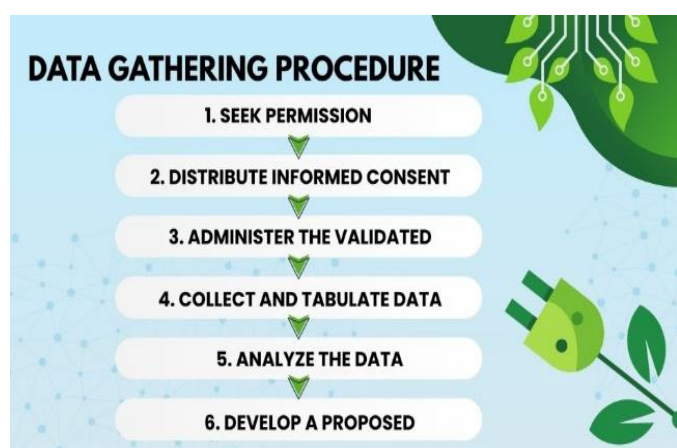 DATA GATHERING PROCEDURE
1. SEEK PERMISSION
2. DISTRIBUTE INFORMED CONSENT
3. ADMINISTER THE VALIDATED
4. COLLECT AND TABULATE DATA
5. ANALYZE THE DATA
6. DEVELOP A PROPOSED